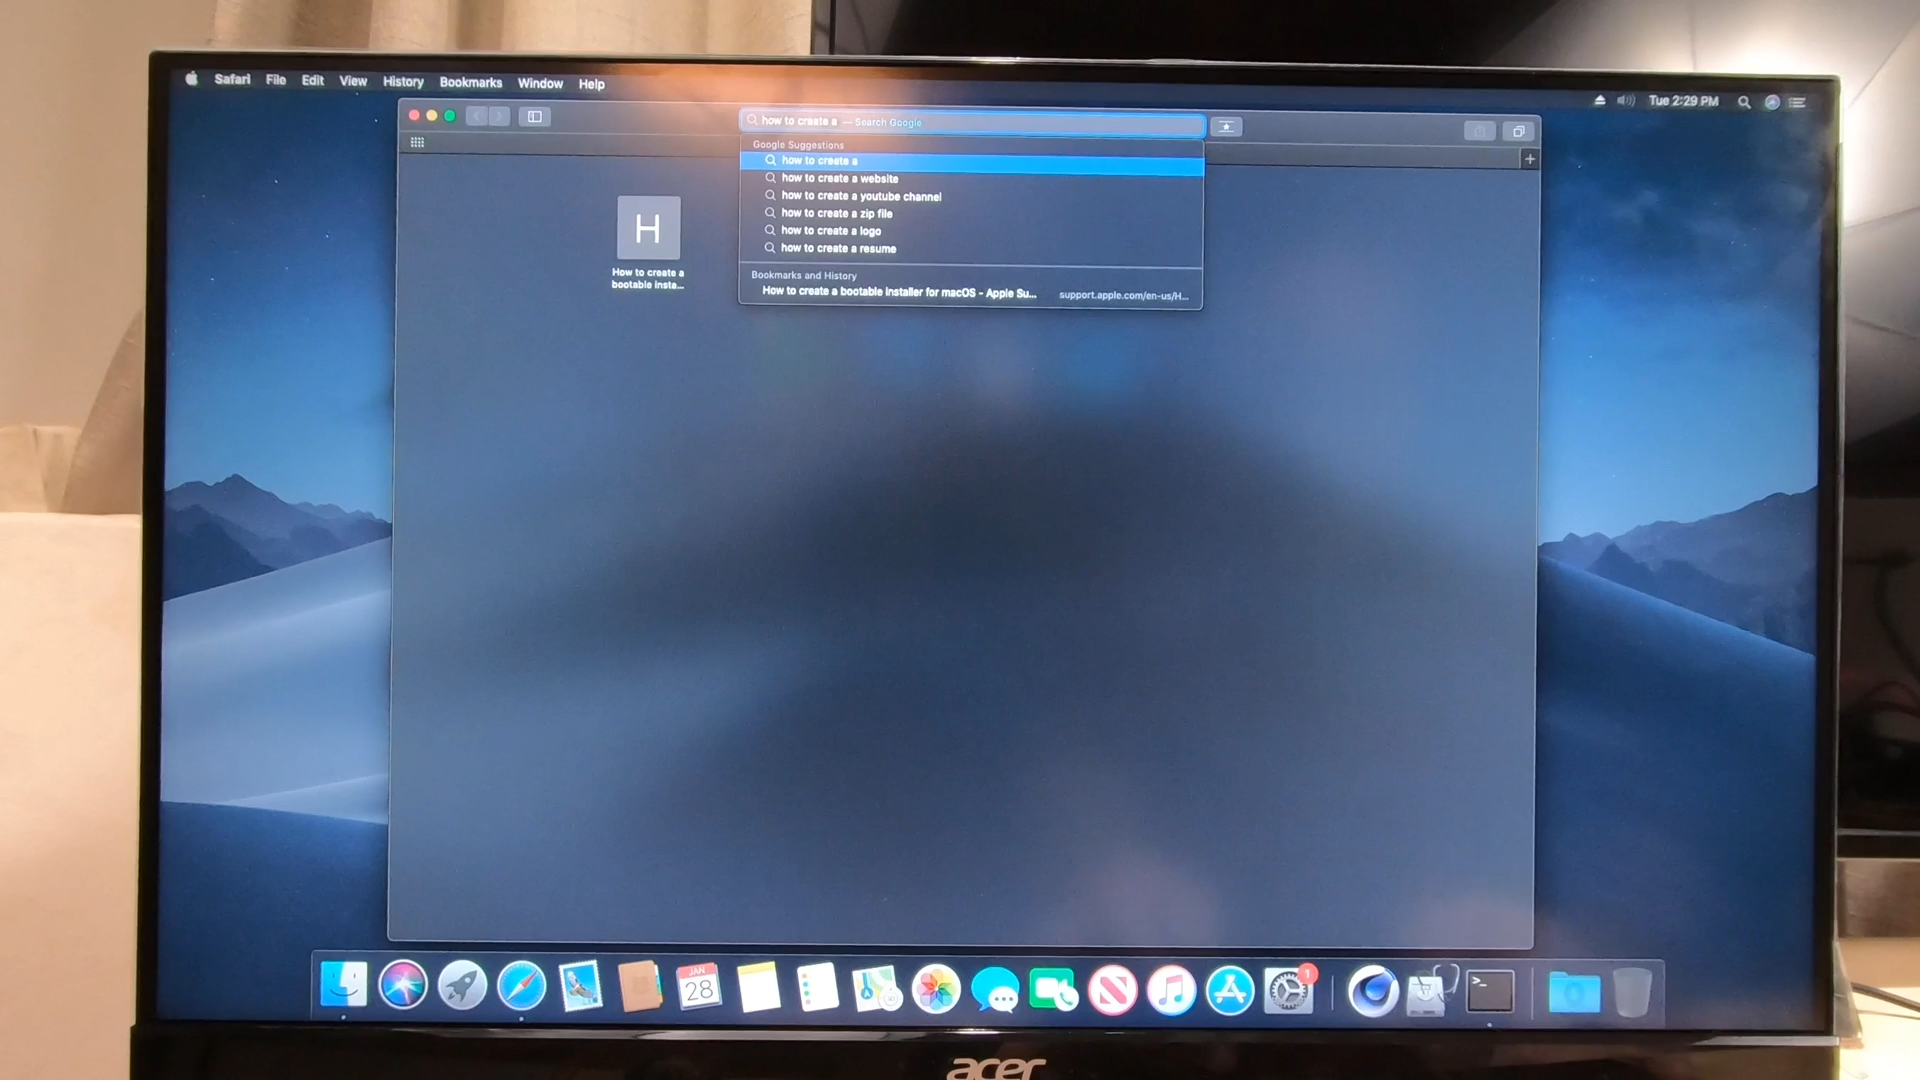 Safari File Edit View History Bookmarks Window Help
Tue 2:29 PM
how to create a — Search Google
Google Suggestions
how to create a
how to create a website
how to create a youtube channel
how to create a zip file
how to create a logo
how to create a resume
Bookmarks and History
How to create a bootable installer for macOS - Apple Su... support.apple.com/en-us/H...
H
How to create a
bootable insta...
JAN
28
1
acer